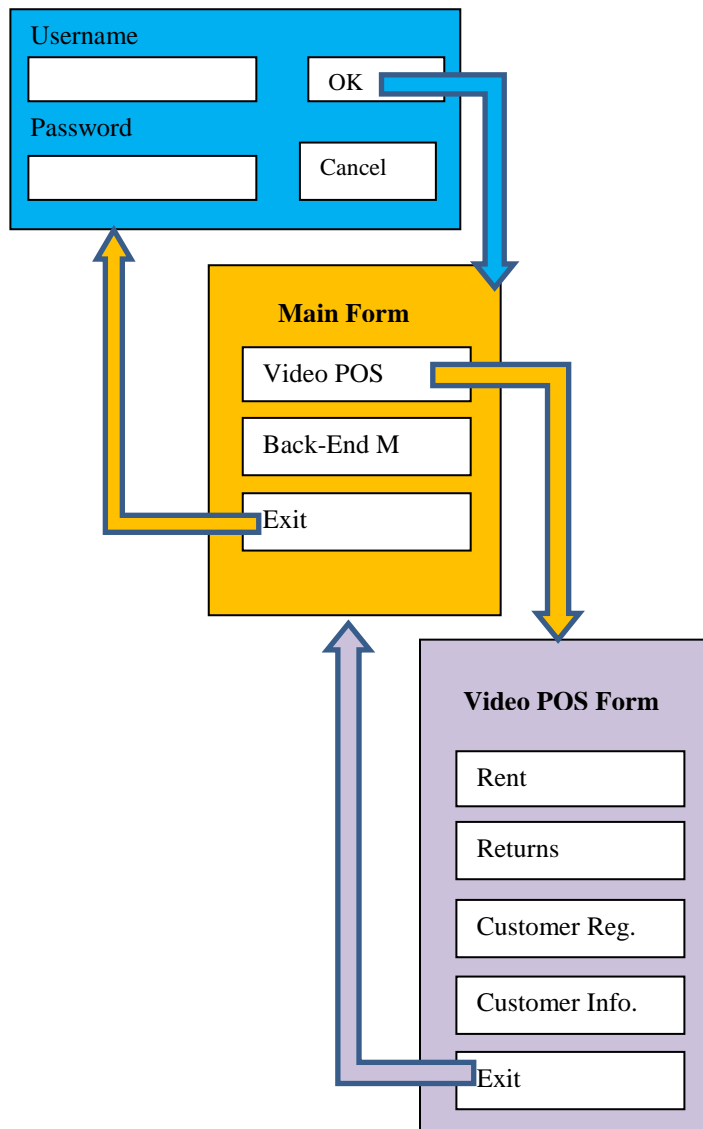 Username
OK
Password
Cancel
Main Form
Video POS
Back-End M
Exit
Video POS Form
Rent
Returns
Customer Reg.
Customer Info.
Exit